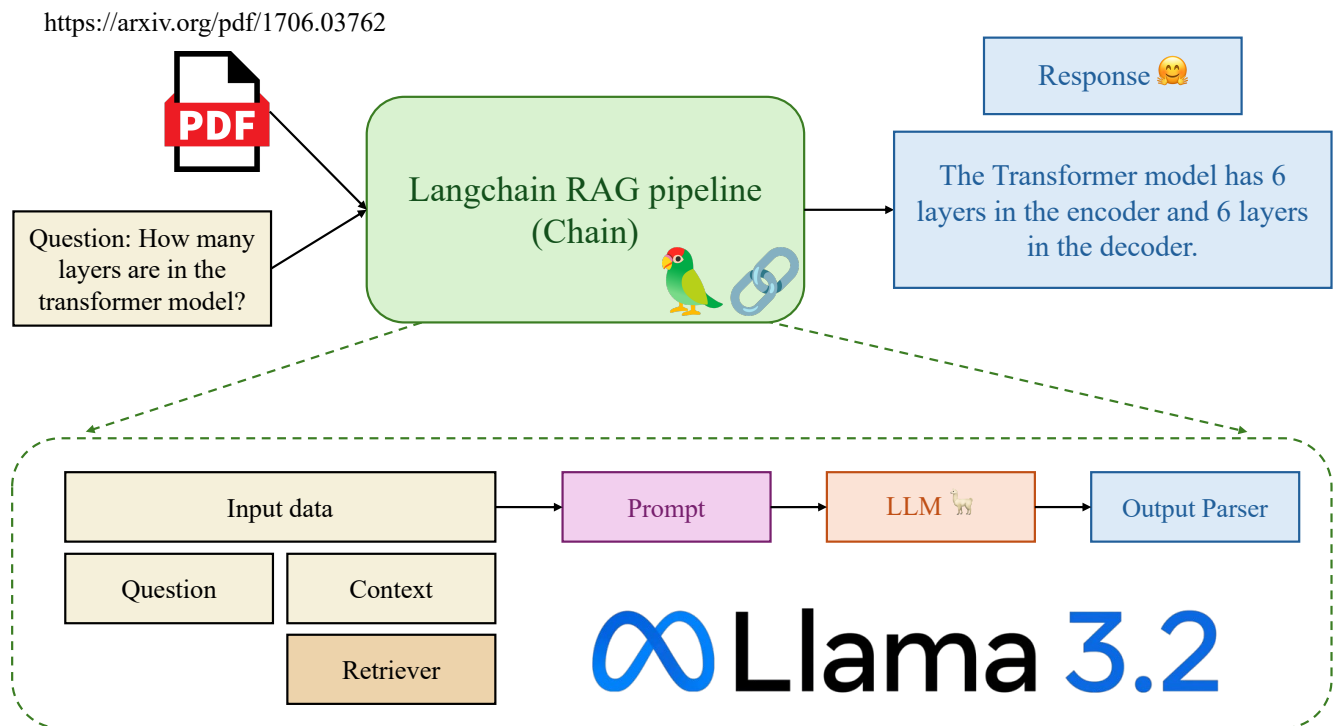 https://arxiv.org/pdf/1706.03762
PDF
Question: How many
layers are in the
transformer model?
Langchain RAG pipeline
(Chain)
Response 🤗
The Transformer model has 6
layers in the encoder and 6 layers
in the decoder.
Input data
Prompt
LLM 🦙
Output Parser
Question
Context
Retriever
Llama 3.2